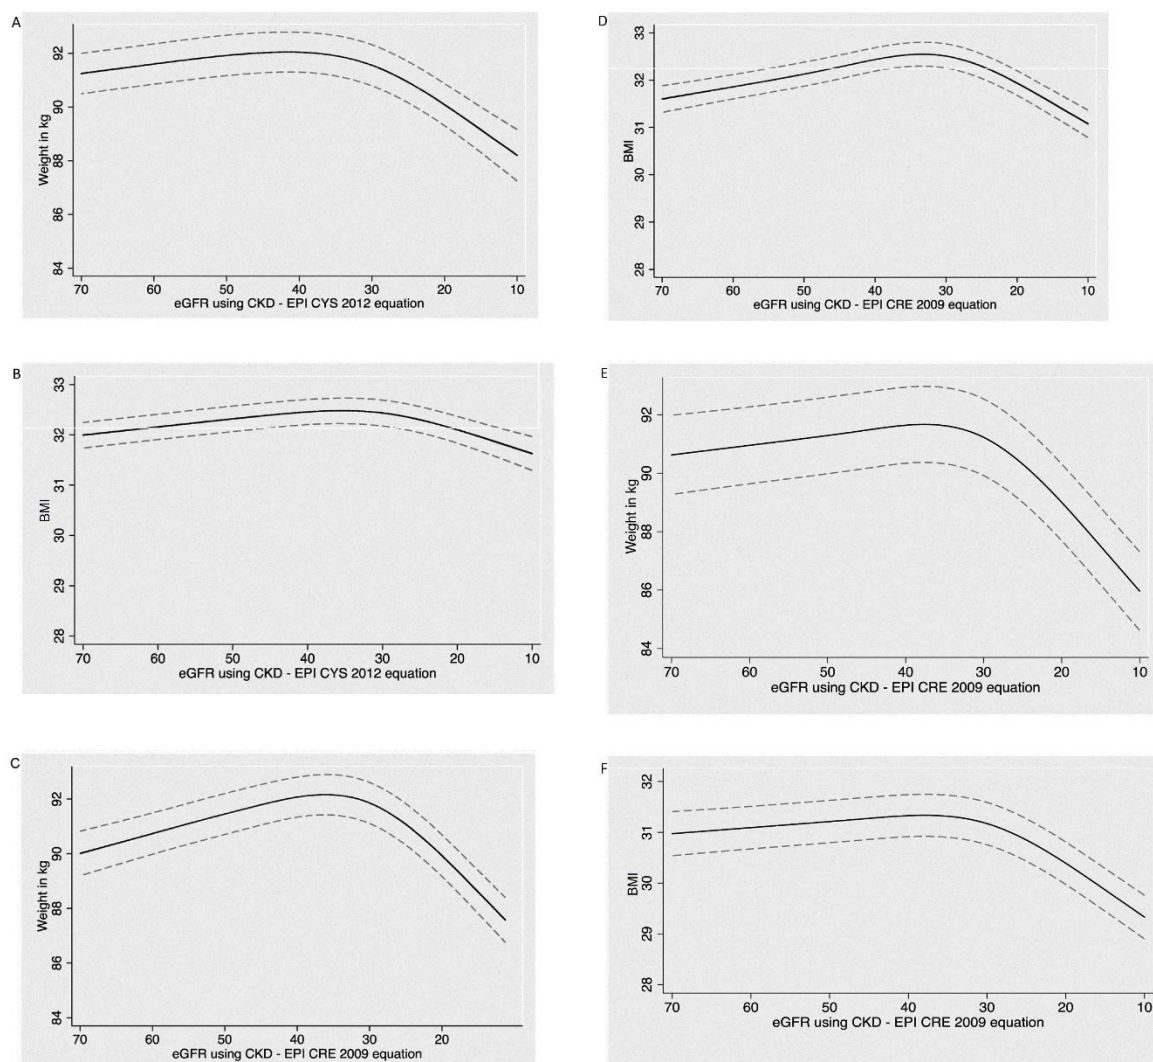 A
Weight in kg
92
90
88
86
84
70 60 50 40 30 20 10
eGFR using CKD - EPI CYS 2012 equation
B
BMI
33
32
31
30
29
28
70 60 50 40 30 20 10
eGFR using CKD - EPI CYS 2012 equation
C
Weight in kg
92
90
88
86
84
70 60 50 40 30 20
eGFR using CKD - EPI CRE 2009 equation
D
BMI
33
32
31
30
29
28
70 60 50 40 30 20 10
eGFR using CKD - EPI CRE 2009 equation
E
Weight in kg
92
90
88
86
84
70 60 50 40 30 20 10
eGFR using CKD - EPI CRE 2009 equation
F
BMI
32
31
30
29
28
70 60 50 40 30 20 10
eGFR using CKD - EPI CRE 2009 equation